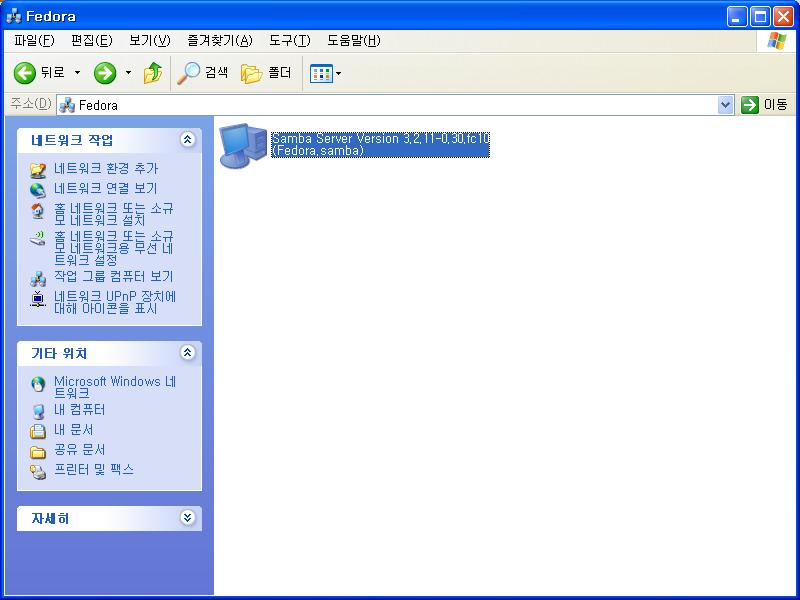 Fedora
파일(F) 편집(E) 보기(V) 즐겨찾기(A) 도구(T) 도움말(H)
뒤로 검색 폴더
주소(D) Fedora 이동
네트워크 작업
네트워크 환경 추가
네트워크 연결 보기
홈 네트워크 또는 소규
모 네트워크 설치
홈 네트워크 또는 소규
모 네트워크용 무선 네
트워크 설정
작업 그룹 컴퓨터 보기
네트워크 UPnP 장치에
대해 아이콘을 표시
기타 위치
Microsoft Windows 네
트워크
내 컴퓨터
내 문서
공유 문서
프린터 및 팩스
자세히
Samba Server Version 3,2,11-0,30,fc10
(Fedora,samba)